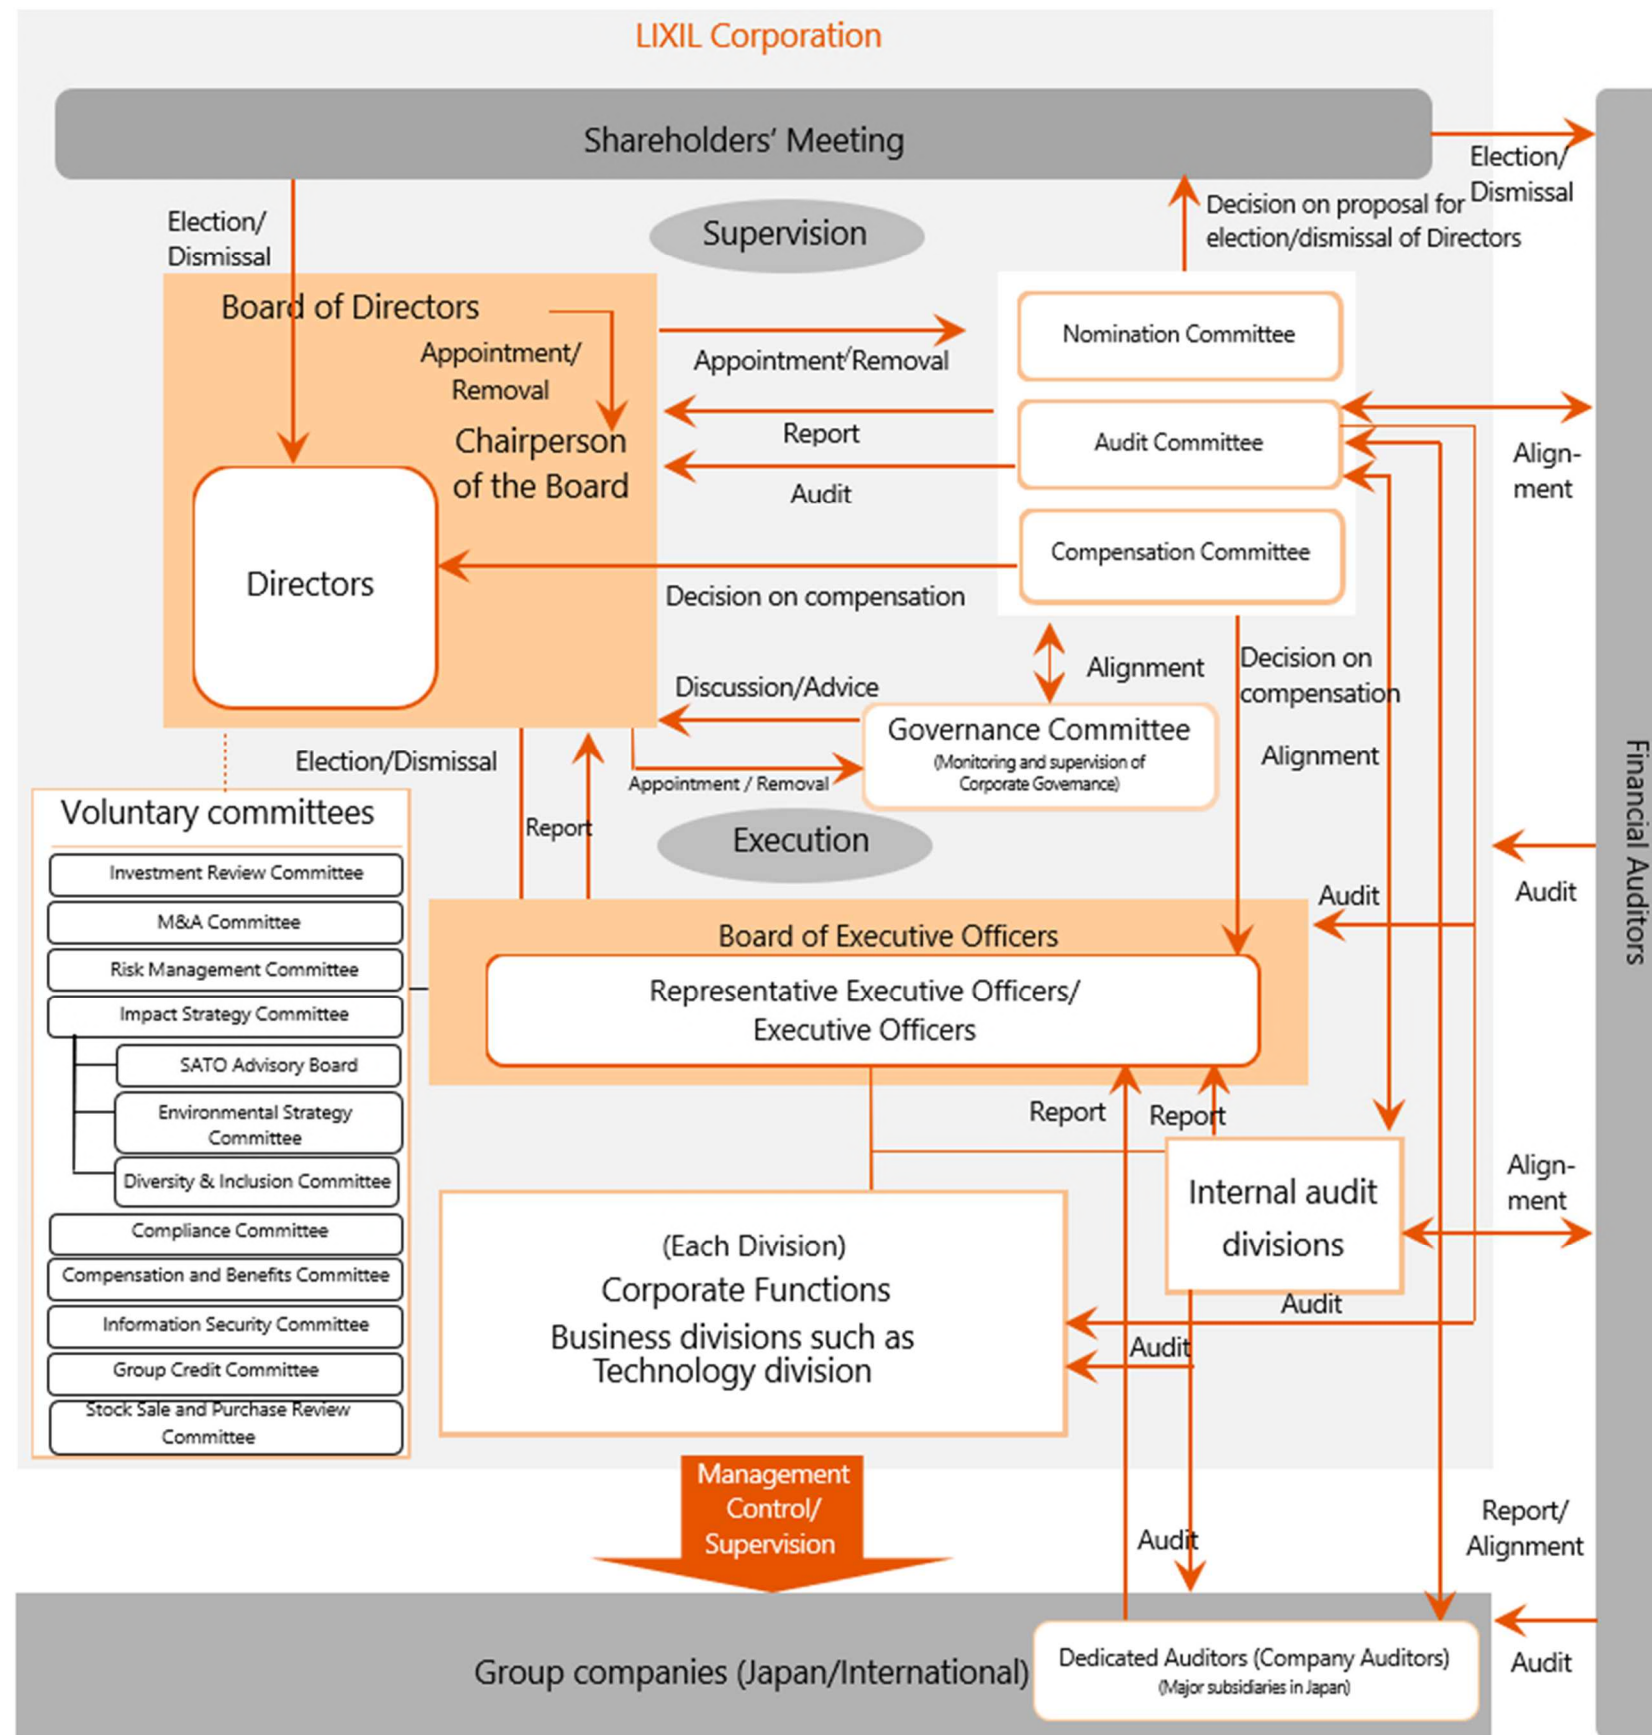 LIXIL Corporation
Shareholders' Meeting
Election/
Dismissal
Election/
Dismissal
Supervision
Decision on proposal for
election/dismissal of Directors
Board of Directors
Appointment/
Removal
Chairperson
of the Board
Directors
Appointment/Removal
Report
Audit
Decision on compensation
Nomination Committee
Audit Committee
Compensation Committee
Align-
ment
Alignment
Decision on
compensation
Alignment
Discussion/Advice
Governance Committee
(Monitoring and supervision of
Corporate Governance)
Appointment / Removal
Election/Dismissal
Report
Execution
Financial Auditors
Audit
Audit
Voluntary committees
Investment Review Committee
M&A Committee
Risk Management Committee
Impact Strategy Committee
SATO Advisory Board
Environmental Strategy
Committee
Diversity & Inclusion Committee
Compliance Committee
Compensation and Benefits Committee
Information Security Committee
Group Credit Committee
Stock Sale and Purchase Review
Committee
Board of Executive Officers
Representative Executive Officers/
Executive Officers
Report
Report
Internal audit
divisions
Align-
ment
(Each Division)
Corporate Functions
Business divisions such as
Technology division
Audit
Audit
Management
Control/
Supervision
Audit
Report/
Alignment
Group companies (Japan/International)
Dedicated Auditors (Company Auditors)
(Major subsidiaries in Japan)
Audit